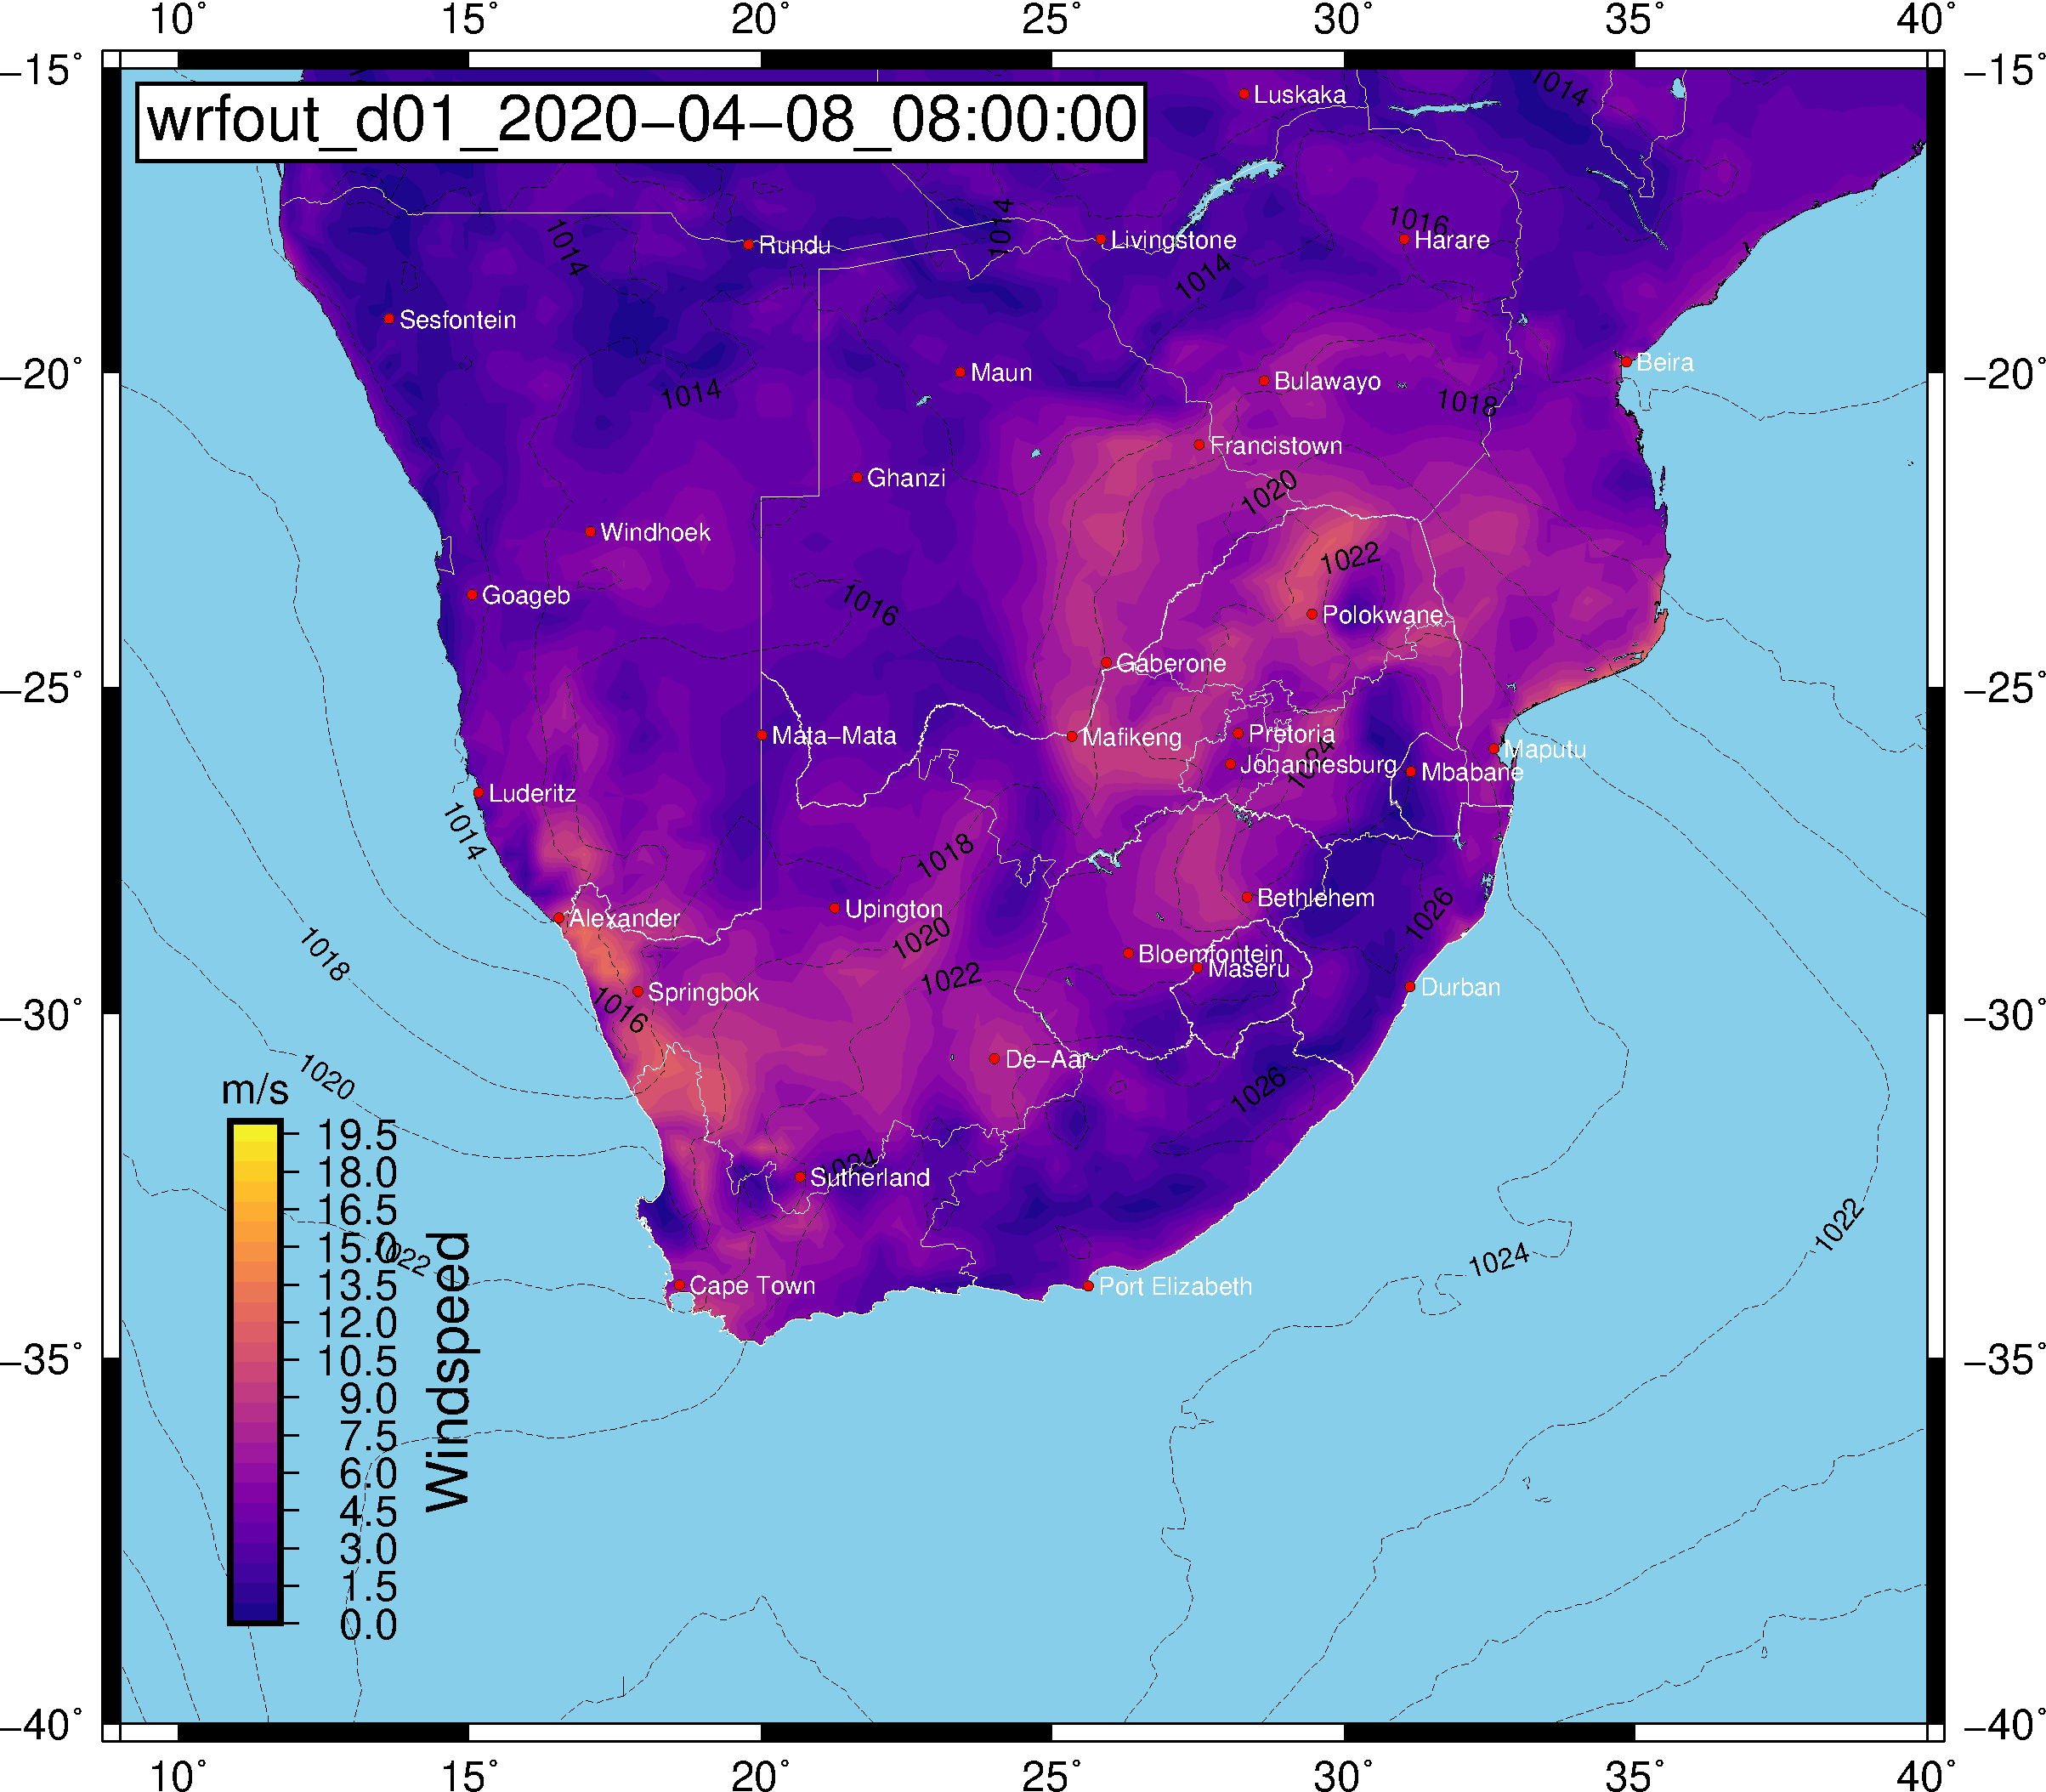 10° 15° 20° 25° 30° 35° 40°
−15° −15°
wrfout_d01_2020−04−08_08:00:00
Luskaka
1014
1016
1014
1014
Rundu
Livingstone
Harare
1014
Sesfontein
−20° −20°
Beira
Maun
Bulawayo
1014
1018
Francistown
Ghanzi
1020
Windhoek
1022
Goageb
1016
Polokwane
Gaberone
−25° −25°
Mata−Mata
Mafikeng
Pretoria
1024
Johannesburg
Maputu
Mbabane
Luderitz
1014
1018
Bethlehem
Upington
Alexander
1026
1018
1020
Bloemfontein
Maseru
1022
Durban
Springbok
1016
−30° −30°
De−Aar
1020
1026
m/s
19.5
18.0
16.5
15.0
13.5
12.0
10.5
9.0
7.5
6.0
4.5
3.0
1.5
0.0
Windspeed
1024
Sutherland
1022
1022
1024
Cape Town
Port Elizabeth
−35° −35°
−40° −40°
10° 15° 20° 25° 30° 35° 40°